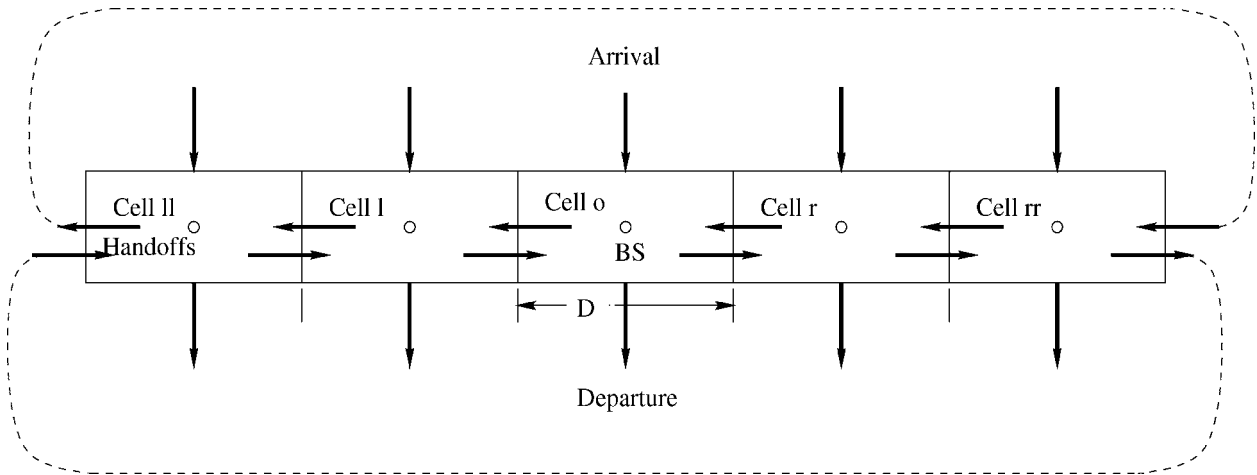 Arrival
Cell ll
Cell l
Cell o
Cell r
Cell rr
Handoffs
BS
D
Departure